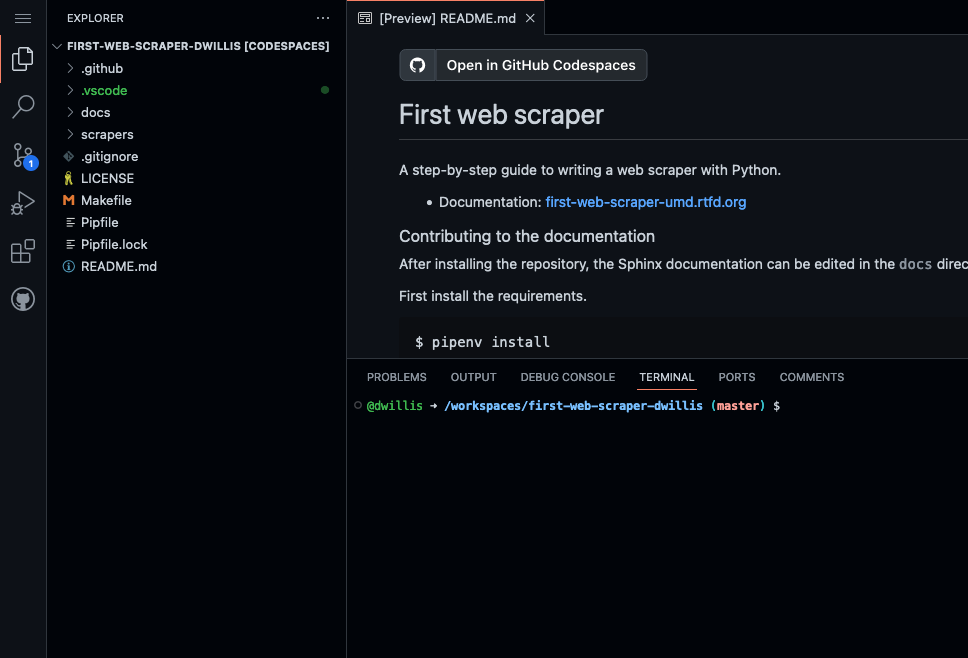 EXPLORER
FIRST-WEB-SCRAPER-DWILLIS [CODESPACES]
.github
.vscode
docs
scrapers
.gitignore
LICENSE
Makefile
Pipfile
Pipfile.lock
README.md
1
[Preview] README.md
Open in GitHub Codespaces
First web scraper
A step-by-step guide to writing a web scraper with Python.
• Documentation: first-web-scraper-umd.rtfd.org
Contributing to the documentation
After installing the repository, the Sphinx documentation can be edited in the docs direc
First install the requirements.
$ pipenv install
PROBLEMS OUTPUT DEBUG CONSOLE TERMINAL PORTS COMMENTS
@dwillis ➜ /workspaces/first-web-scraper-dwillis (master) $